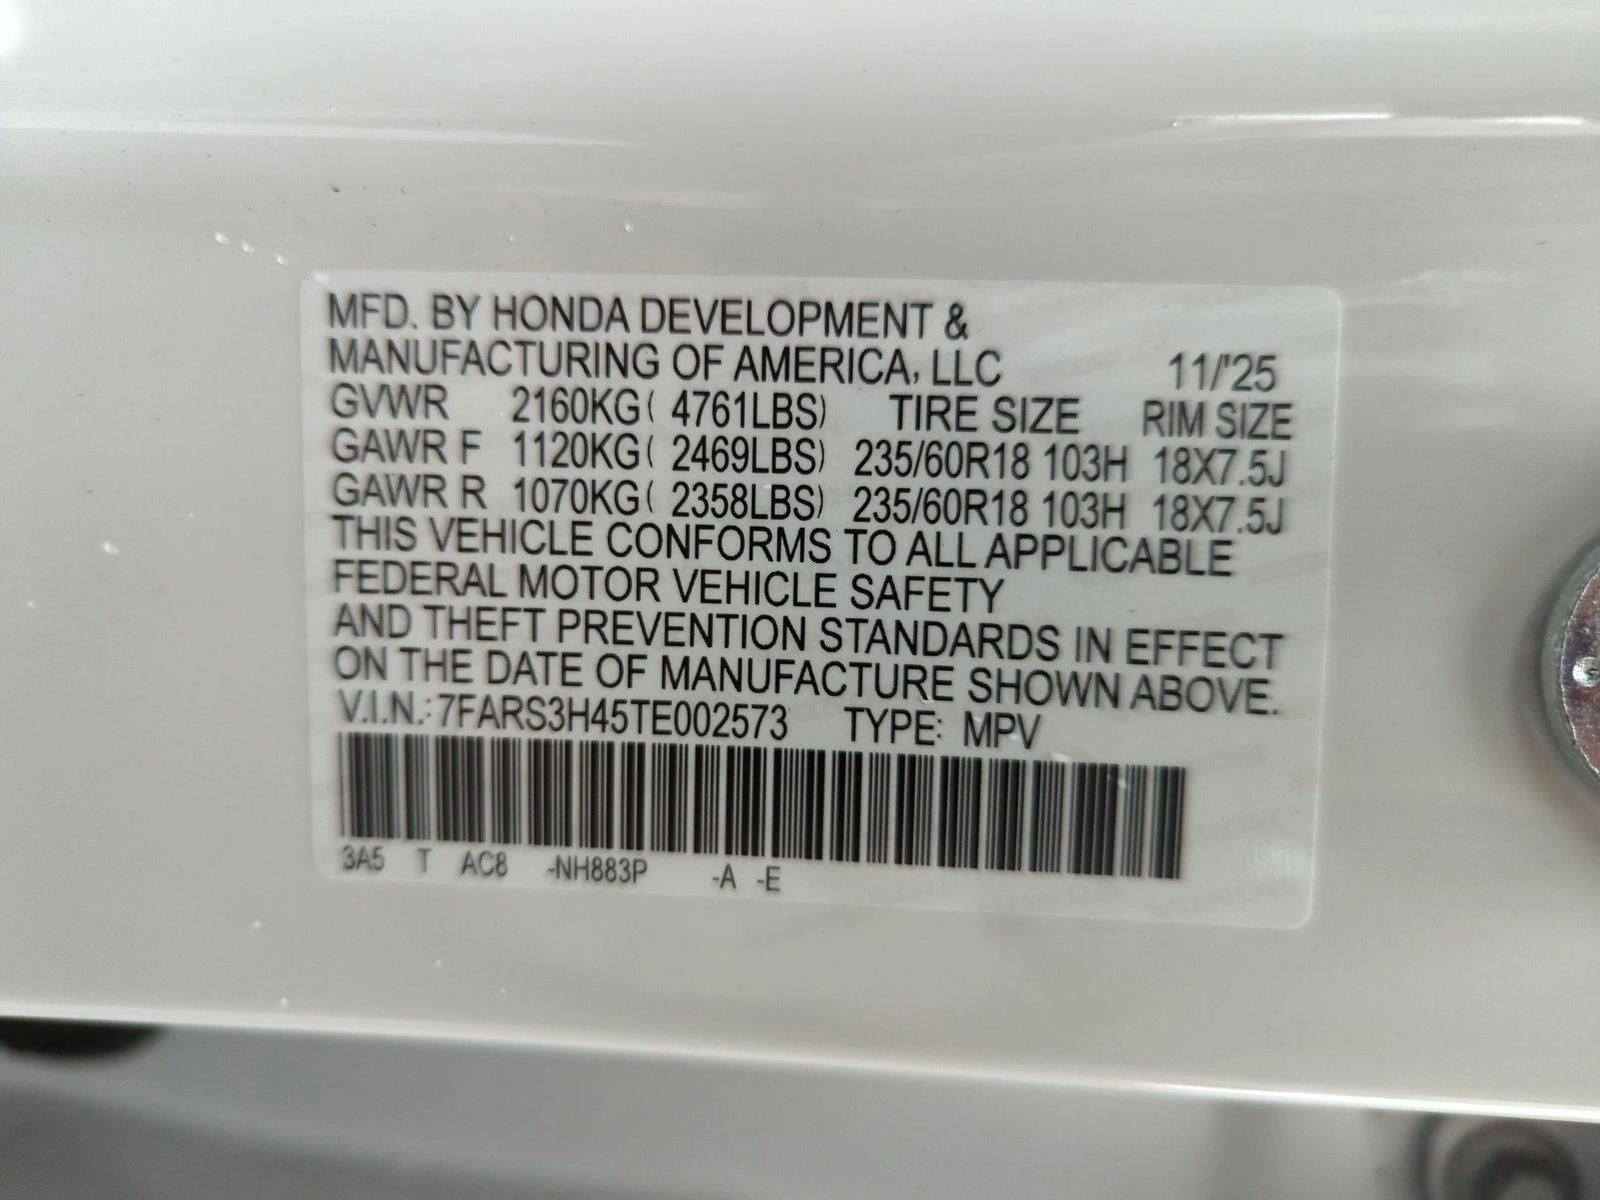 MFD. BY HONDA DEVELOPMENT &
MANUFACTURING OF AMERICA, LLC 11/'25
GVWR 2160KG( 4761LBS) TIRE SIZE RIM SIZE
GAWR F 1120KG( 2469LBS) 235/60R18 103H 18X7.5J
GAWR R 1070KG( 2358LBS) 235/60R18 103H 18X7.5J
THIS VEHICLE CONFORMS TO ALL APPLICABLE
FEDERAL MOTOR VEHICLE SAFETY
AND THEFT PREVENTION STANDARDS IN EFFECT
ON THE DATE OF MANUFACTURE SHOWN ABOVE.
V.I.N.: 7FARS3H45TE002573 TYPE: MPV
3A5 T AC8 -NH883P -A -E